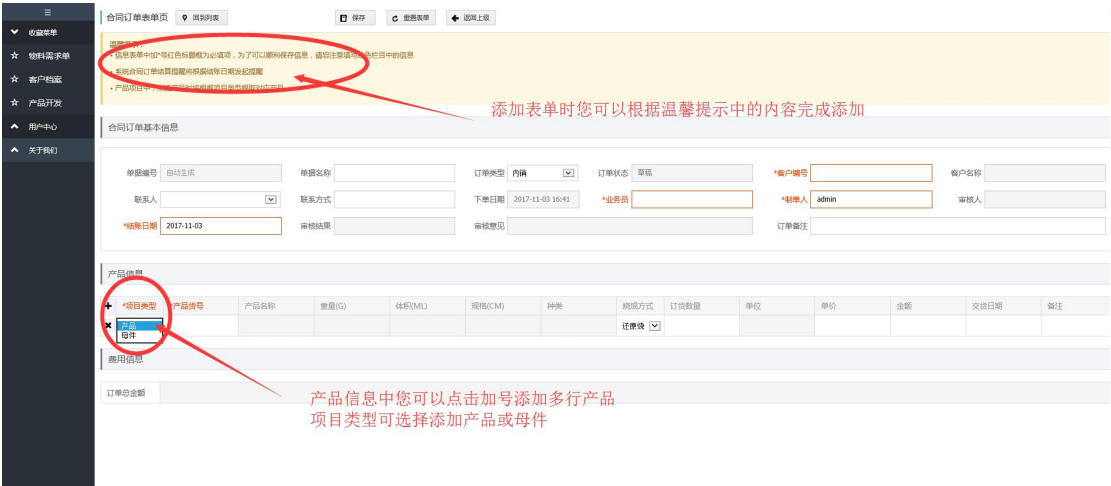 合同订单表单页 回到列表 保存 重置表单 返回上级
收藏菜单
物料需求单
客户档案
产品开发
用户中心
关于我们
温馨提示：
• 信息表单中加*号红色标题框为必填项，为了可以顺利保存信息，请您注意填写红色栏目中的信息
• 系统合同订单结算提醒将根据结账日期发起提醒
添加表单时您可以根据温馨提示中的内容完成添加
合同订单基本信息
单据编号 自动生成 单据名称 订单类型 内销 订单状态 草稿 *客户编号 客户名称
联系人 联系方式 下单日期 2017-11-03 16:41 *业务员 *制单人 admin 审核人
*结账日期 2017-11-03 审核结果 审核意见 订单备注
产品信息
*项目类型 *产品货号 产品名称 重量(G) 体积(ML) 规格(CM) 种类 烧成方式 订货数量 单位 单价 金额 交货日期 备注
产品 还原烧
母件
费用信息
订单总金额
产品信息中您可以点击加号添加多行产品
项目类型可选择添加产品或母件